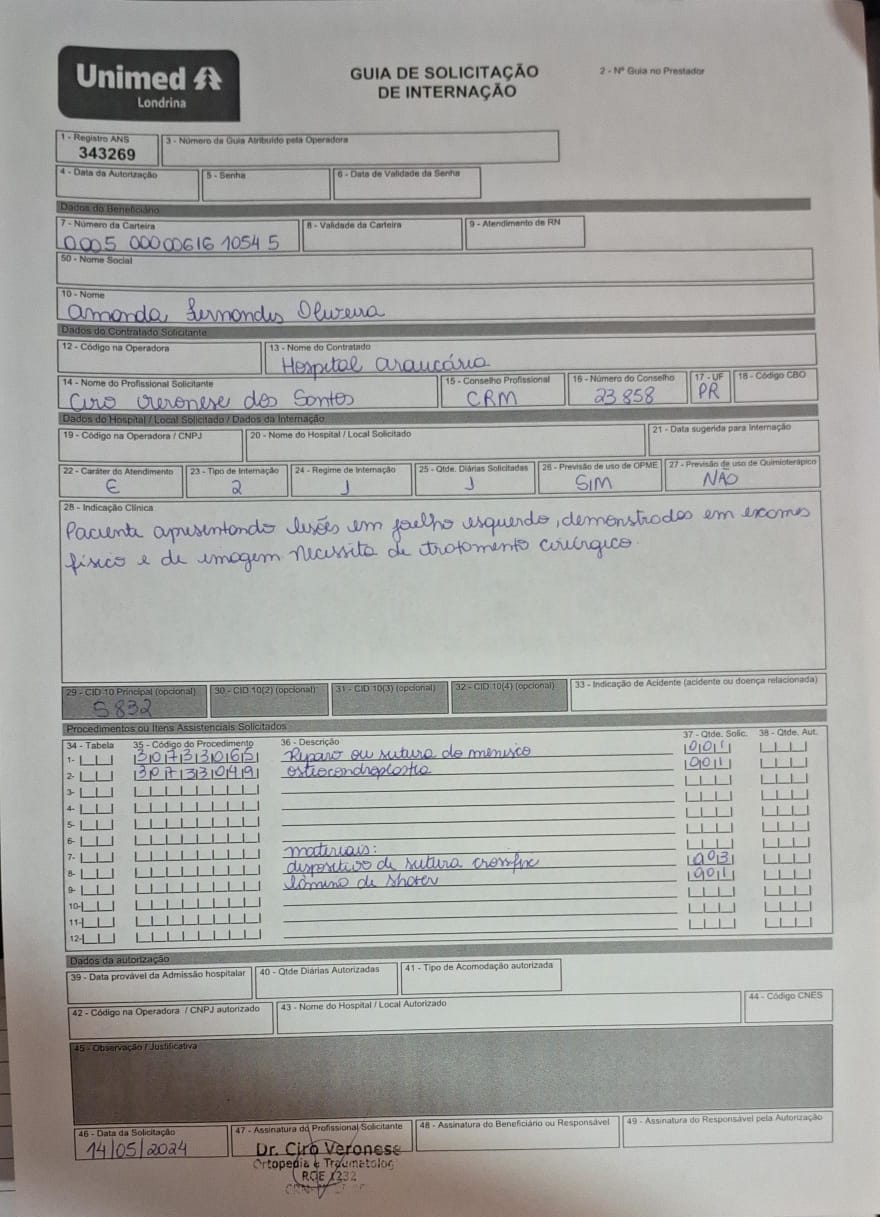 Unimed
Londrina
GUIA DE SOLICITAÇÃO
DE INTERNAÇÃO
2 - Nº Guia no Prestador
1 - Registro ANS
343269
3 - Número da Guia Atribuído pela Operadora
4 - Data da Autorização
5 - Senha
6 - Data de Validade da Senha
Dados do Beneficiário
7 - Número da Carteira
0005 00000616 10545
8 - Validade da Carteira
9 - Atendimento de RN
50 - Nome Social
10 - Nome
Amanda Fernandes Oliveira
Dados do Contratado Solicitante
12 - Código na Operadora
13 - Nome do Contratado
Hospital Araucária
14 - Nome do Profissional Solicitante
Ciro Veronese dos Santos
15 - Conselho Profissional
CRM
16 - Número do Conselho
23858
17 - UF
PR
18 - Código CBO
Dados do Hospital / Local Solicitado / Dados da Internação
19 - Código na Operadora / CNPJ
20 - Nome do Hospital / Local Solicitado
21 - Data sugerida para Internação
22 - Caráter do Atendimento
E
23 - Tipo de Internação
2
24 - Regime de Internação
1
25 - Qtde. Diárias Solicitadas
1
26 - Previsão de uso de OPME
SIM
27 - Previsão de uso de Quimioterápico
NÃO
28 - Indicação Clínica
Paciente apresentando lesões em joelho esquerdo, demonstrados em exames
físico e de imagem necessita de tratamento cirúrgico.
29 - CID 10 Principal (opcional)
S832
30 - CID 10(2) (opcional)
31 - CID 10(3) (opcional)
32 - CID 10(4) (opcional)
33 - Indicação de Acidente (acidente ou doença relacionada)
Procedimentos ou Itens Assistenciais Solicitados
34 - Tabela 35 - Código do Procedimento 36 - Descrição 37 - Qtde. Solic. 38 - Qtde. Aut.
1- 30733065 Reparo ou sutura do menisco 001
2- 30733049 osteocondroplastia 001
3-
4-
5-
6-
7- materiais:
8- dispositivo de sutura crossfix 003
9- lâmina de shaver 001
10-
11-
12-
Dados da autorização
39 - Data provável da Admissão hospitalar
40 - Qtde Diárias Autorizadas
41 - Tipo de Acomodação autorizada
42 - Código na Operadora / CNPJ autorizado
43 - Nome do Hospital / Local Autorizado
44 - Código CNES
45 - Observação / Justificativa
46 - Data da Solicitação
14/05/2024
47 - Assinatura do Profissional Solicitante
Dr. Ciro Veronese
Ortopedia e Traumatolog
RQE 1232
48 - Assinatura do Beneficiário ou Responsável
49 - Assinatura do Responsável pela Autorização